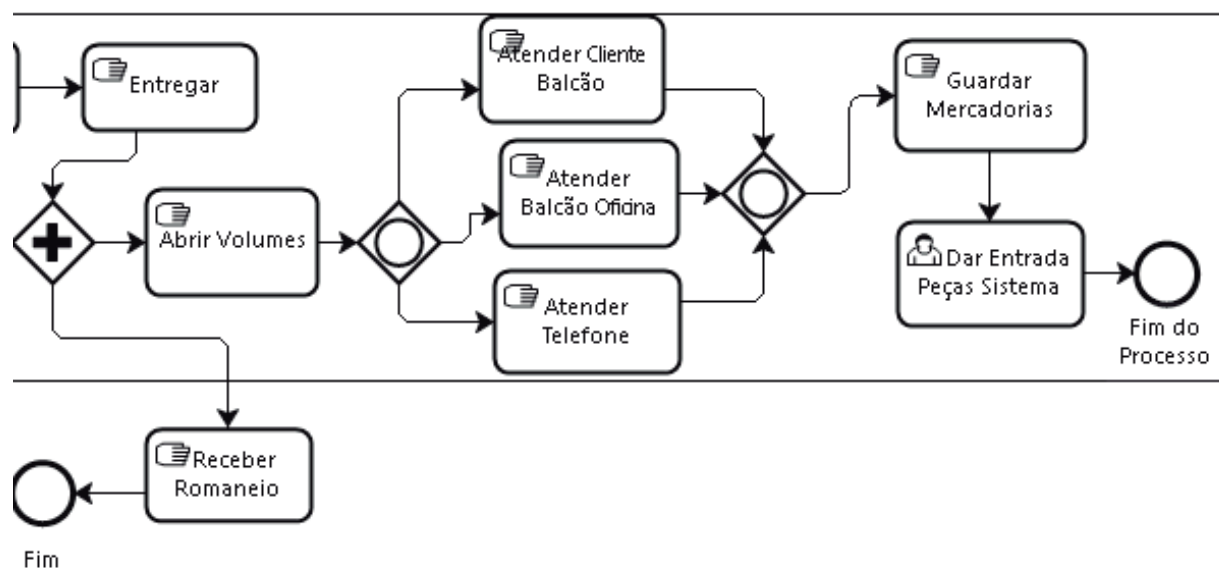 Entregar
Abrir Volumes
Atender Cliente
Balcão
Atender
Balcão Oficina
Atender
Telefone
Guardar
Mercadorias
Dar Entrada
Peças Sistema
Fim do
Processo
Receber
Romaneio
Fim